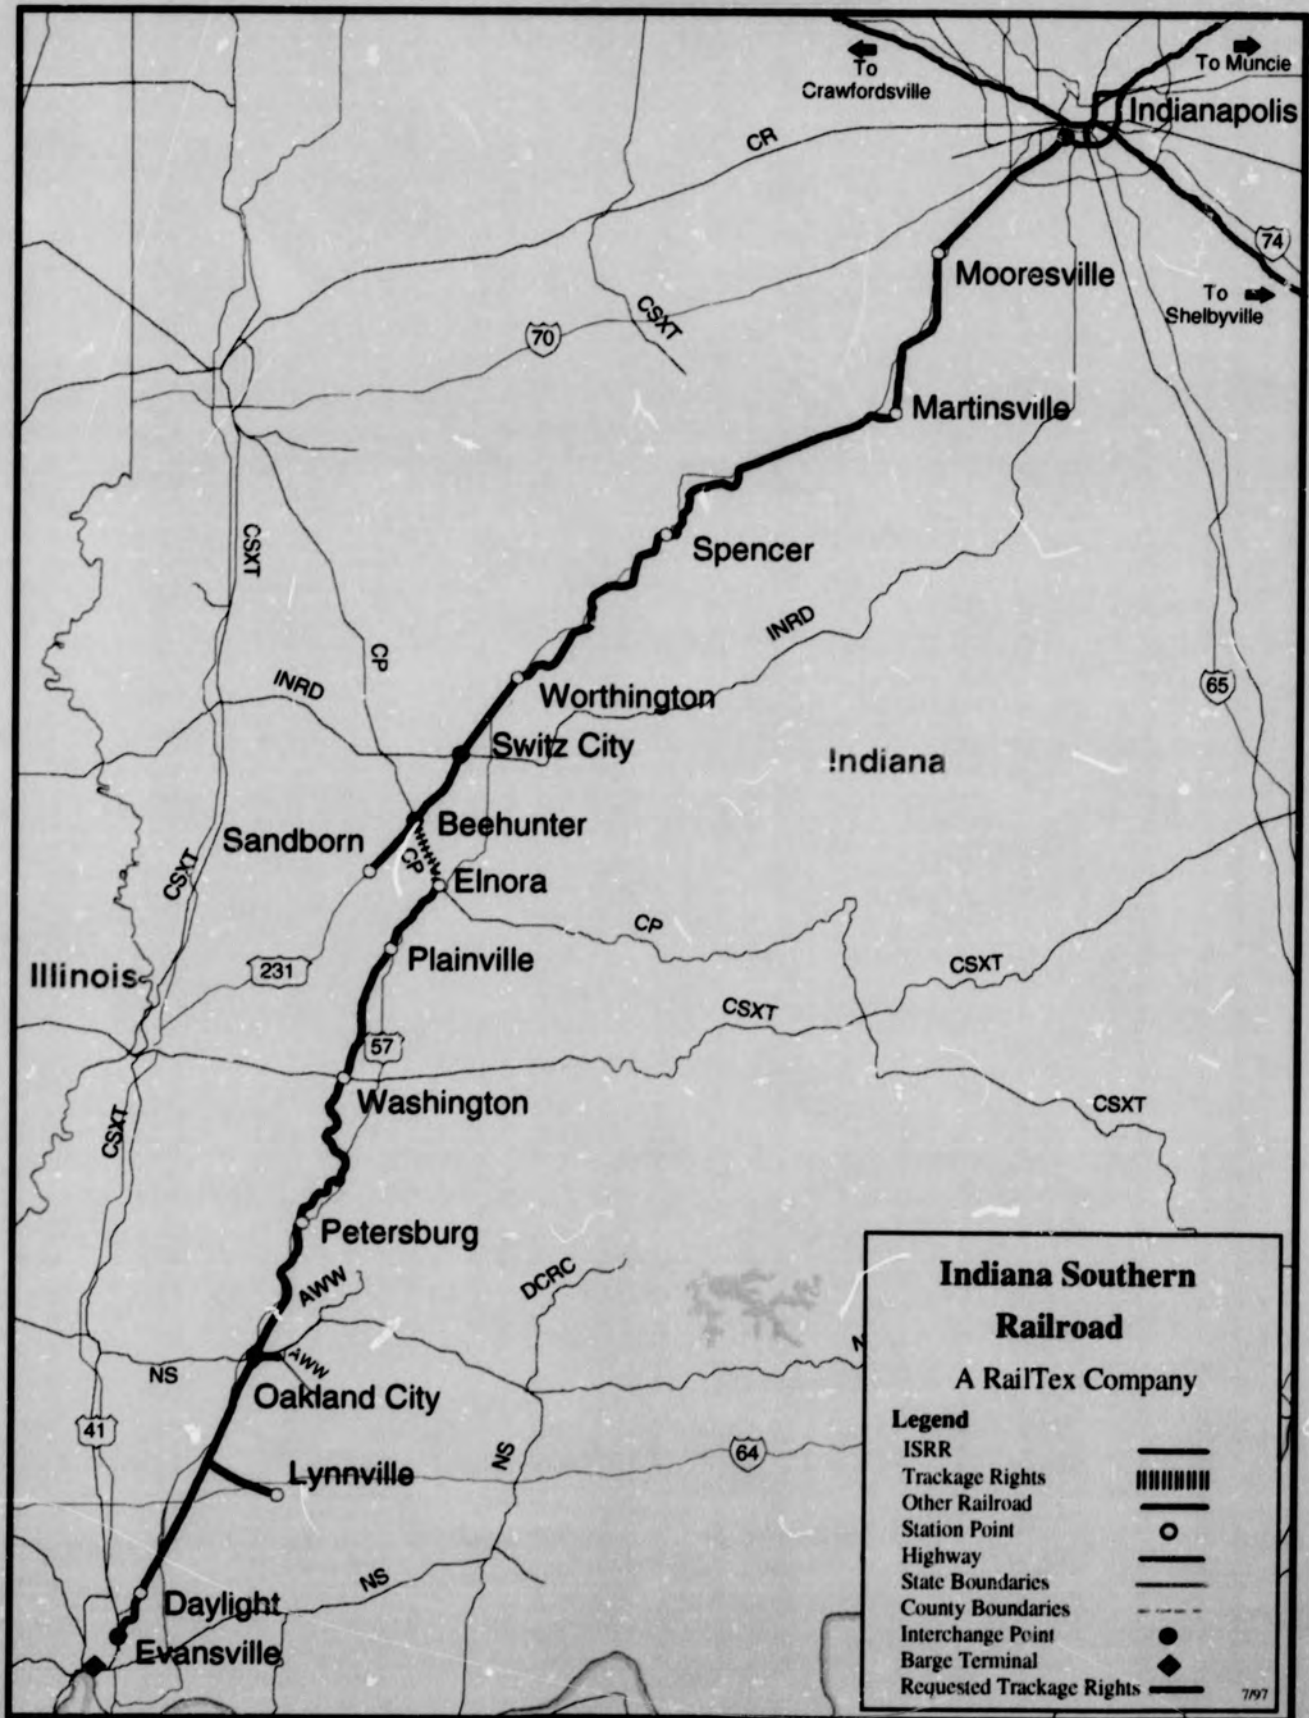 To
Crawfordsville
To Muncie
Indianapolis
CR
74
Mooresville
To
Shelbyville
CSXT
70
Martinsville
CSXT
Spencer
INRD
CP
INRD
65
Worthington
Switz City
Indiana
Beehunter
Sandborn
CP
CSXT
Elnora
CP
Plainville
CSXT
Illinois
231
CSXT
57
Washington
CSXT
CSXT
Petersburg
AWW
DCRC
AWW
NS
Oakland City
41
Lynnville
NS
64
NS
Daylight
Evansville
Indiana Southern
Railroad
A RailTex Company
Legend
ISRR
Trackage Rights
Other Railroad
Station Point
Highway
State Boundaries
County Boundaries
Interchange Point
Barge Terminal
Requested Trackage Rights
7/97